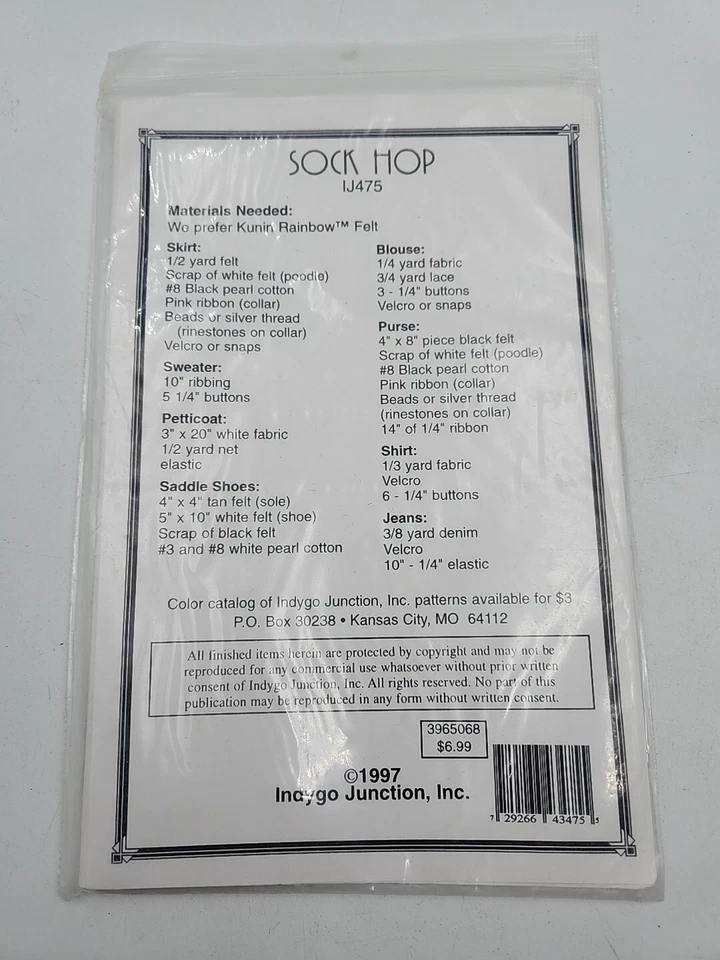 SOCK HOP
IJ475
Materials Needed:
We prefer Kunin Rainbow™ Felt
Skirt:
1/2 yard felt
Scrap of white felt (poodle)
#8 Black pearl cotton
Pink ribbon (collar)
Beads or silver thread
(rinestones on collar)
Velcro or snaps
Sweater:
10" ribbing
5 1/4" buttons
Petticoat:
3" x 20" white fabric
1/2 yard net
elastic
Saddle Shoes:
4" x 4" tan felt (sole)
5" x 10" white felt (shoe)
Scrap of black felt
#3 and #8 white pearl cotton
Blouse:
1/4 yard fabric
3/4 yard lace
3 - 1/4" buttons
Velcro or snaps
Purse:
4" x 8" piece black felt
Scrap of white felt (poodle)
#8 Black pearl cotton
Pink ribbon (collar)
Beads or silver thread
(rinestones on collar)
14" of 1/4" ribbon
Shirt:
1/3 yard fabric
Velcro
6 - 1/4" buttons
Jeans:
3/8 yard denim
Velcro
10" - 1/4" elastic
Color catalog of Indygo Junction, Inc. patterns available for $3
P.O. Box 30238 • Kansas City, MO 64112
All finished items herein are protected by copyright and may not be
reproduced for any commercial use whatsoever without prior written
consent of Indygo Junction, Inc. All rights reserved. No part of this
publication may be reproduced in any form without written consent.
3965068
$6.99
©1997
Indygo Junction, Inc.
7 29266 43475 5